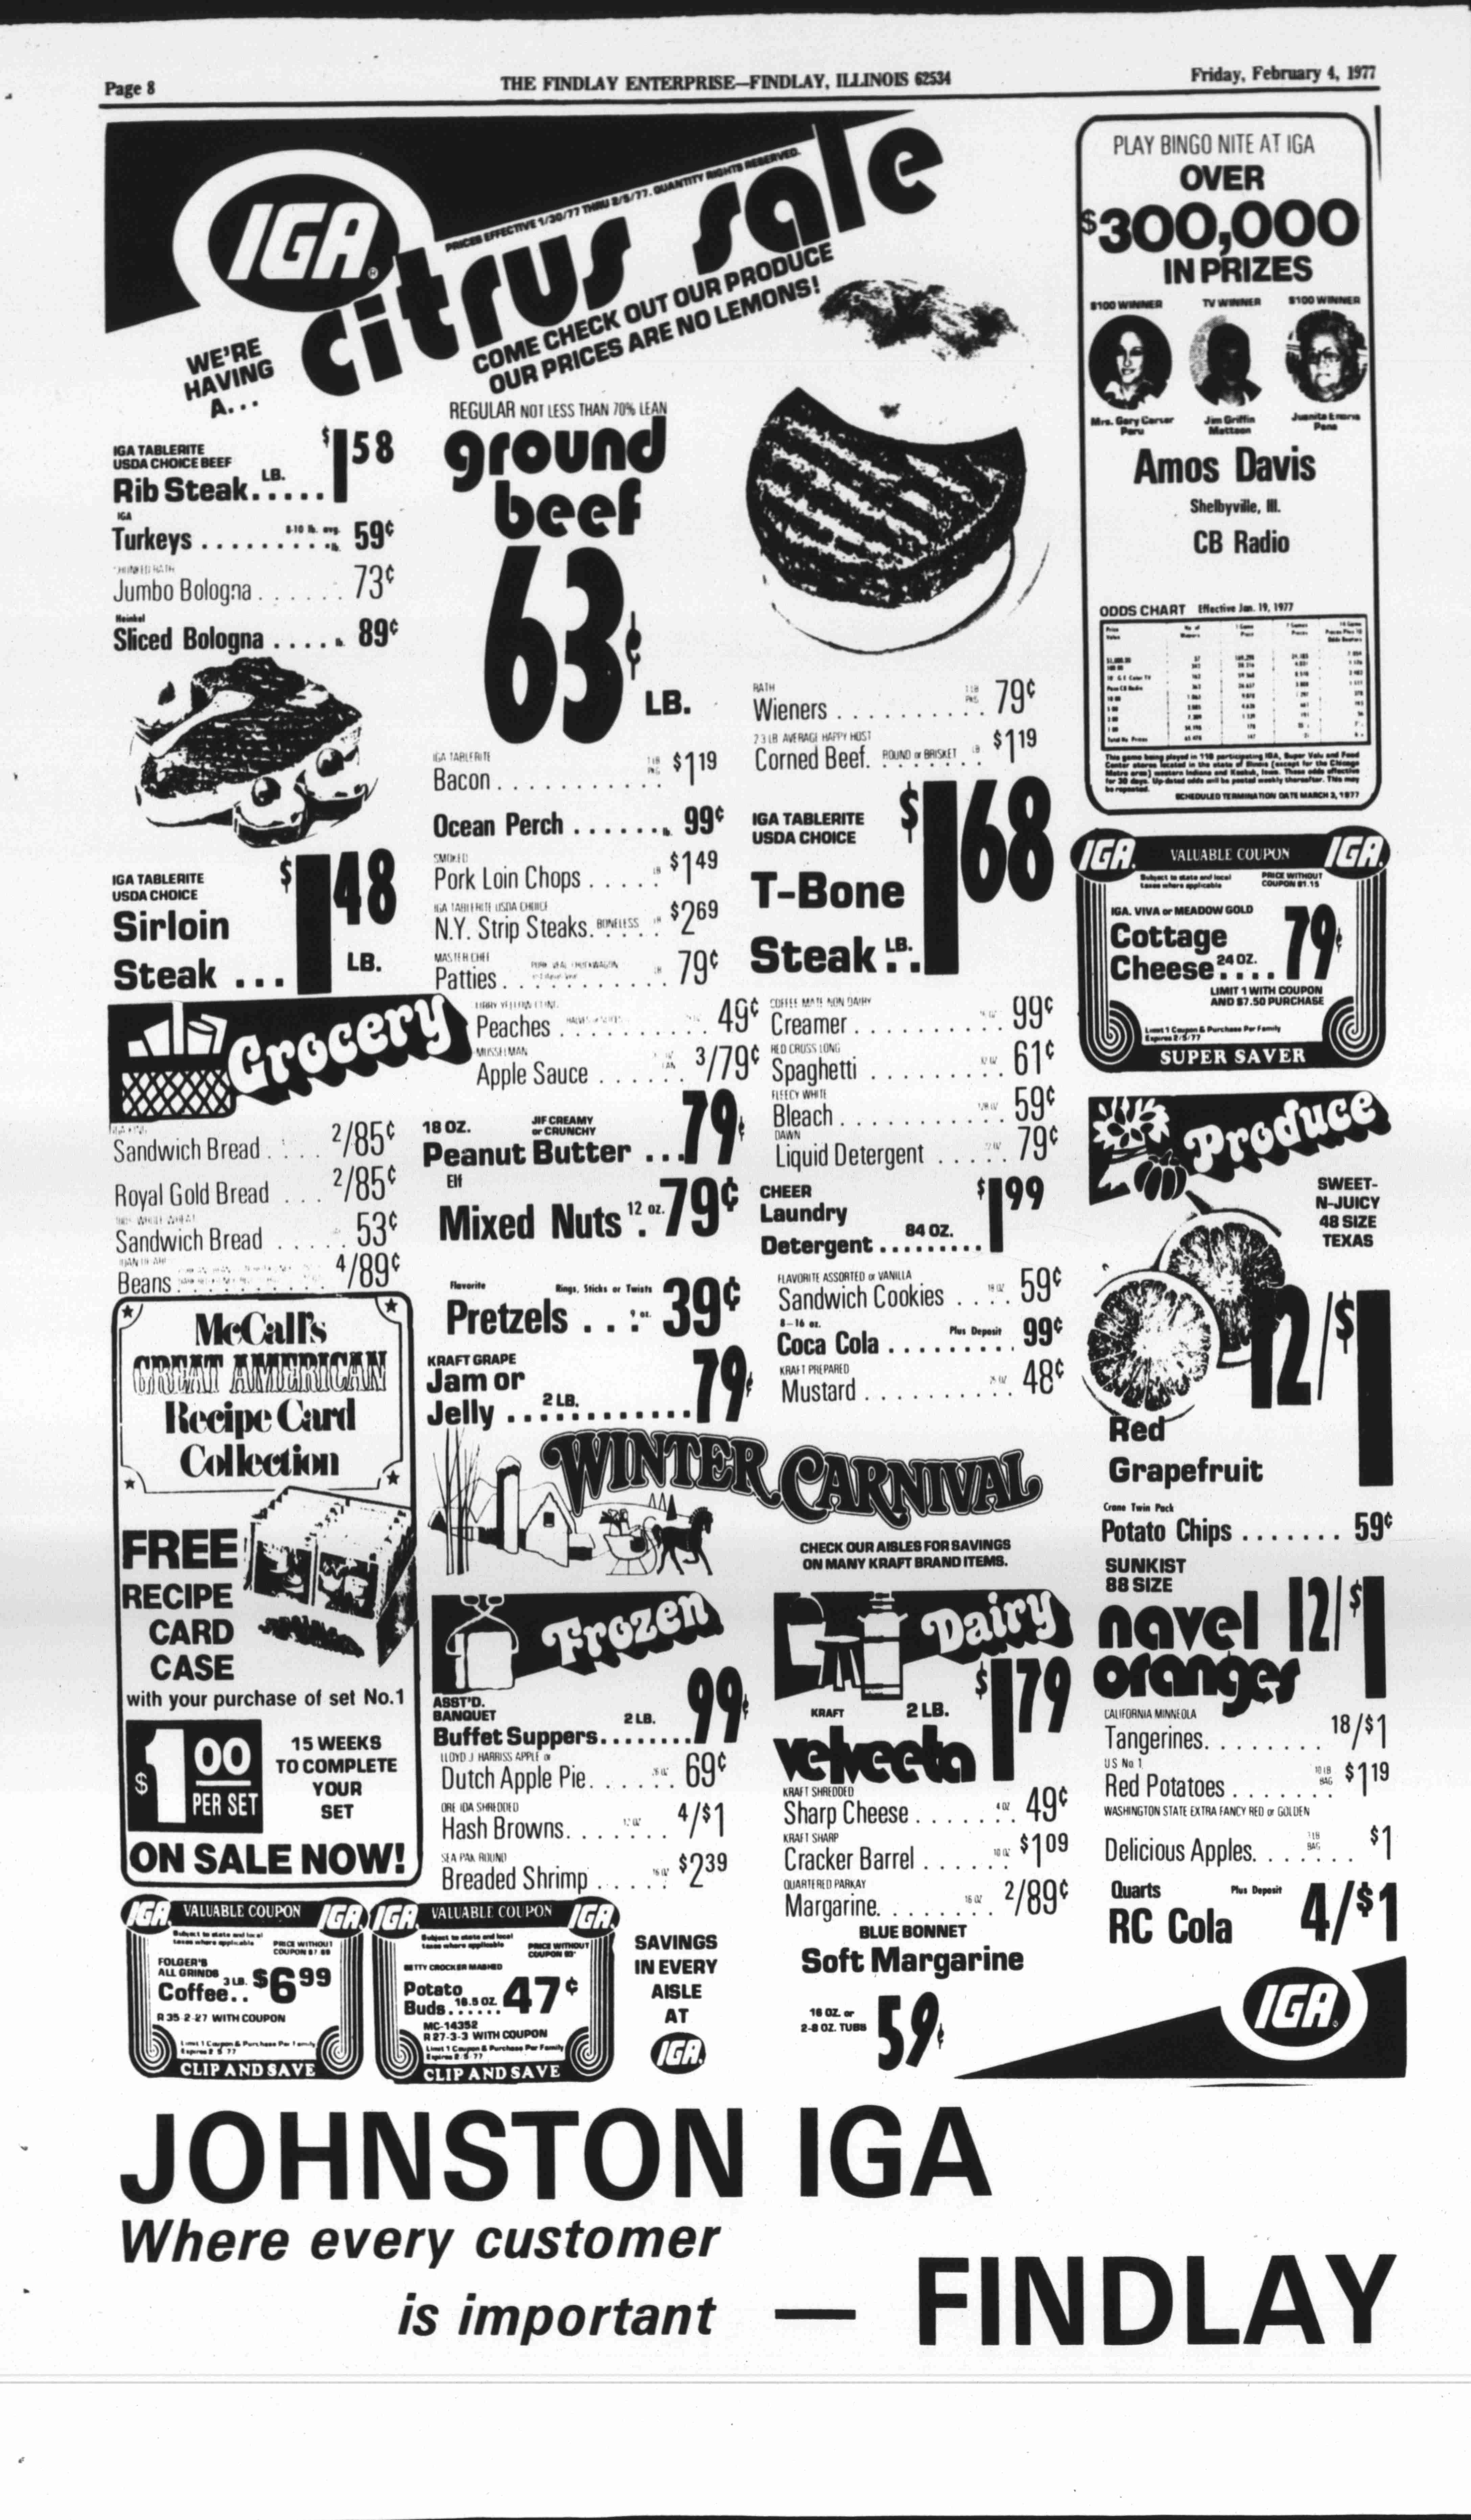 Page 8
THE FINDLAY ENTERPRISE—FINDLAY, ILLINOIS 62534
Friday, February 4, 1977
IGA
PRICES EFFECTIVE 1/30/77 THRU 2/5/77. QUANTITY RIGHTS RESERVED.
WE'RE
HAVING
A...
citrus sale
COME CHECK OUT OUR PRODUCE
OUR PRICES ARE NO LEMONS!
IGA TABLERITE
USDA CHOICE BEEF
Rib Steak..... LB. $1 58
IGA
Turkeys ......... 8-10 lb. avg. lb. 59¢
Jumbo Bologna ...... 73¢
Heinkel
Sliced Bologna ..... lb. 89¢
IGA TABLERITE
USDA CHOICE
Sirloin
Steak ... $1 48 LB.
REGULAR NOT LESS THAN 70% LEAN
ground
beef
63¢
LB.
IGA TABLERITE
Bacon ........... 1 LB PKG $1 19
Ocean Perch ....... lb. 99¢
SMOKED
Pork Loin Chops ..... LB $1 49
IGA TABLERITE USDA CHOICE
N.Y. Strip Steaks. BONELESS LB $2 69
MASTER CHEF
Patties ........... LB 79¢
RATH
Wieners .......... 1 LB PKG 79¢
2-3 LB AVERAGE HAPPY HOST
Corned Beef. ROUND or BRISKET LB $1 19
IGA TABLERITE
USDA CHOICE
T-Bone
Steak LB. $1 68
PLAY BINGO NITE AT IGA
OVER
$300,000
IN PRIZES
$100 WINNER
TV WINNER
$100 WINNER
Mrs. Gary Carver
Peru
Jim Griffin
Mattoon
Juanita
Pana
Amos Davis
Shelbyville, Ill.
CB Radio
ODDS CHART Effective Jan. 19, 1977
This game being played in 118 participating IGA, Super Valu and Food
Center stores located in the state of Illinois (except for the Chicago
Metro area) western Indiana and Keokuk, Iowa. These odds effective
for 30 days. Up-dated odds will be posted weekly thereafter. This may
be repeated.
SCHEDULED TERMINATION DATE MARCH 3, 1977
IGA VALUABLE COUPON IGA
Subject to state and local
taxes where applicable
PRICE WITHOUT
COUPON $1.15
IGA, VIVA or MEADOW GOLD
Cottage
Cheese 24 OZ. .... 79¢
LIMIT 1 WITH COUPON
AND $7.50 PURCHASE
Limit 1 Coupon & Purchase Per Family
Expires 2/5/77
SUPER SAVER
Grocery
Sandwich Bread .... 2/85¢
Royal Gold Bread ... 2/85¢
Sandwich Bread ..... 53¢
Beans 4/89¢
Peaches 49¢
MUSSELMAN
Apple Sauce ...... 3/79¢
18 OZ.
JIF CREAMY
or CRUNCHY
Peanut Butter ... 79¢
Elf
Mixed Nuts 12 oz. 79¢
Flavorite
Rings, Sticks or Twists
Pretzels ... 9 oz. 39¢
KRAFT GRAPE
Jam or
Jelly ............ 2 LB. 79¢
COFFEE MATE NON DAIRY
Creamer .......... 99¢
RED CROSS LONG
Spaghetti ......... 61¢
FLEECY WHITE
Bleach ........... 59¢
DAWN
Liquid Detergent ..... 79¢
CHEER
Laundry
Detergent ......... 84 OZ. $1 99
FLAVORITE ASSORTED or VANILLA
Sandwich Cookies .... 59¢
8—16 oz.
Coca Cola ......... Plus Deposit 99¢
KRAFT PREPARED
Mustard .......... 48¢
McCall's
GREAT AMERICAN
Recipe Card
Collection
FREE
RECIPE
CARD
CASE
with your purchase of set No.1
$1 00
PER SET
15 WEEKS
TO COMPLETE
YOUR
SET
ON SALE NOW!
WINTER CARNIVAL
CHECK OUR AISLES FOR SAVINGS
ON MANY KRAFT BRAND ITEMS.
Frozen
ASST'D.
BANQUET
Buffet Suppers........ 2 LB. 99¢
LLOYD J HARRISS APPLE or
Dutch Apple Pie...... 69¢
ORE IDA SHREDDED
Hash Browns. ....... 4/$1
SEA PAK ROUND
Breaded Shrimp ..... $2 39
Dairy
KRAFT 2 LB.
velveeta $1 79
KRAFT SHREDDED
Sharp Cheese ....... 4 OZ 49¢
KRAFT SHARP
Cracker Barrel ...... 10 OZ $1 09
QUARTERED PARKAY
Margarine. ........ 16 OZ 2/89¢
BLUE BONNET
Soft Margarine
16 OZ. or
2-8 OZ. TUBS 59¢
Produce
SWEET-
N-JUICY
48 SIZE
TEXAS
12/$1
Red
Grapefruit
Crane Twin Pack
Potato Chips ....... 59¢
SUNKIST
88 SIZE
navel
oranges 12/$1
CALIFORNIA MINNEOLA
Tangerines......... 18/$1
US No 1
Red Potatoes ........ 10 LB BAG $1 19
WASHINGTON STATE EXTRA FANCY RED or GOLDEN
Delicious Apples. ...... BAG $1
Quarts Plus Deposit
RC Cola 4/$1
IGA VALUABLE COUPON IGA
Subject to state and local
taxes where applicable
PRICE WITHOUT
FOLGER'S
ALL GRINDS
Coffee.. 3 LB. $6 99
R 35-2-27 WITH COUPON
Limit 1 Coupon & Purchase Per Family
Expires 2 5 77
CLIP AND SAVE
IGA VALUABLE COUPON IGA
Subject to state and local
taxes where applicable
PRICE WITHOUT
BETTY CROCKER MASHED
Potato
Buds...... 16.5 OZ. 47¢
MC-14352
R 27-3-3 WITH COUPON
Limit 1 Coupon & Purchase Per Family
Expires 2 5 77
CLIP AND SAVE
SAVINGS
IN EVERY
AISLE
AT
IGA
IGA
JOHNSTON IGA
Where every customer
is important — FINDLAY